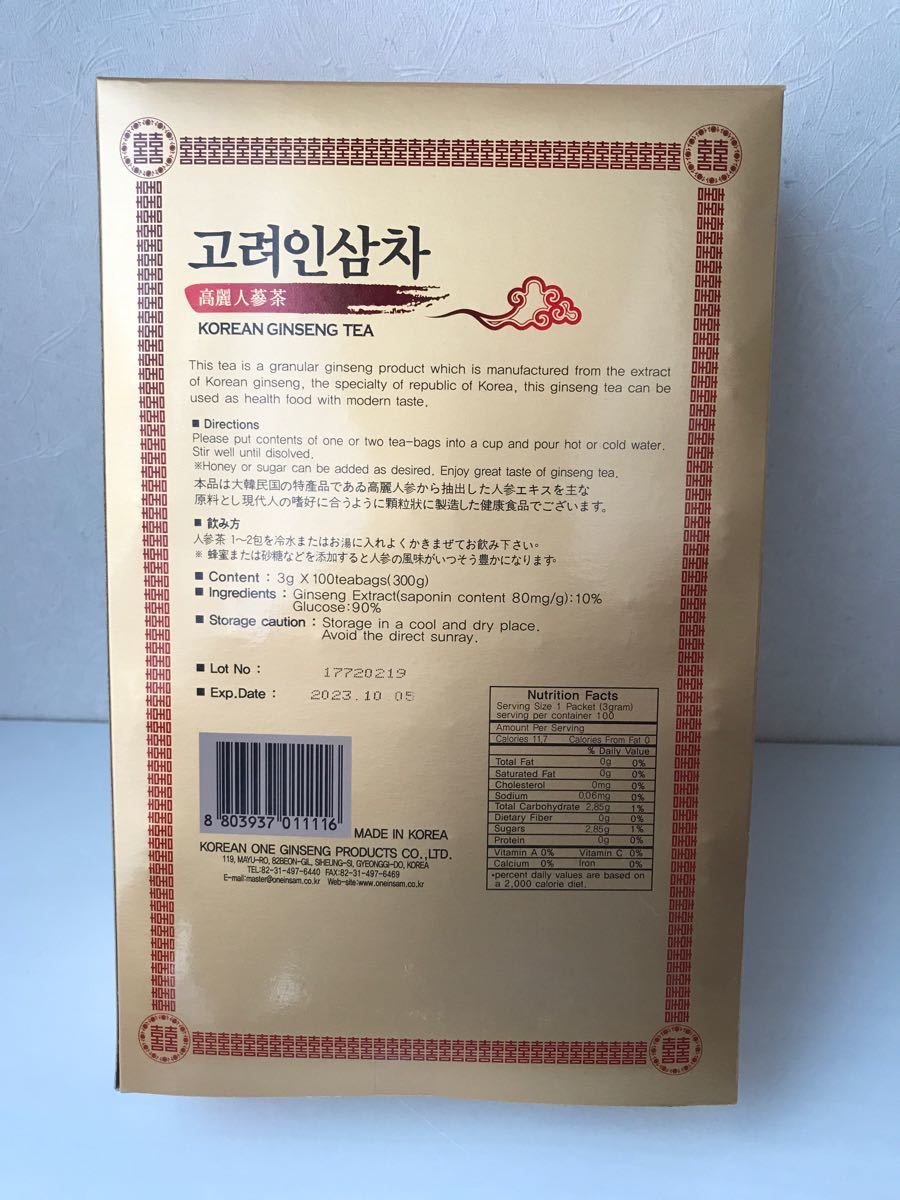 고려인삼차
高麗人蔘茶
KOREAN GINSENG TEA
This tea is a granular ginseng product which is manufactured from the extract
of Korean ginseng, the specialty of republic of Korea, this ginseng tea can be
used as health food with modern taste.
■ Directions
Please put contents of one or two tea-bags into a cup and pour hot or cold water.
Stir well until disolved.
※Honey or sugar can be added as desired. Enjoy great taste of ginseng tea.
本品は大韓民国の特產品であゐ高麗人参から抽出した人参エキスを主な
原料とし現代人の嗜好に合うように顆粒狀に製造した健康食品でございます。
■ 飲み方
人参茶 1〜2包を冷水またはお湯に入れよくかきまぜてお飲み下さい。
※ 蜂蜜または砂糖などを添加すると人参の風味がいつそう豊かになります。
■ Content : 3g X 100teabags(300g)
■ Ingredients : Ginseng Extract(saponin content 80mg/g):10%
Glucose:90%
■ Storage caution : Storage in a cool and dry place.
Avoid the direct sunray.
■ Lot No : 17720219
■ Exp.Date : 2023.10 05
8 803937 011116
MADE IN KOREA
KOREAN ONE GINSENG PRODUCTS CO.,LTD.
119, MAYU-RO, 82BEON-GIL, SIHEUNG-SI, GYEONGGI-DO, KOREA
TEL:82-31-497-6440 FAX:82-31-497-6469
E-mail:master@oneinsam.co.kr Web-site:www.oneinsam.co.kr
Nutrition Facts
Serving Size 1 Packet (3gram)
serving per container 100
Amount Per Serving
Calories 11.7 Calories From Fat 0
% Daily Value
Total Fat 0g 0%
Saturated Fat 0g 0%
Cholesterol 0mg 0%
Sodium 0.06mg 0%
Total Carbohydrate 2.85g 1%
Dietary Fiber 0g 0%
Sugars 2.85g 1%
Protein 0g 0%
Vitamin A 0% Vitamin C 0%
Calcium 0% Iron 0%
•percent daily values are based on
a 2,000 calorie diet.